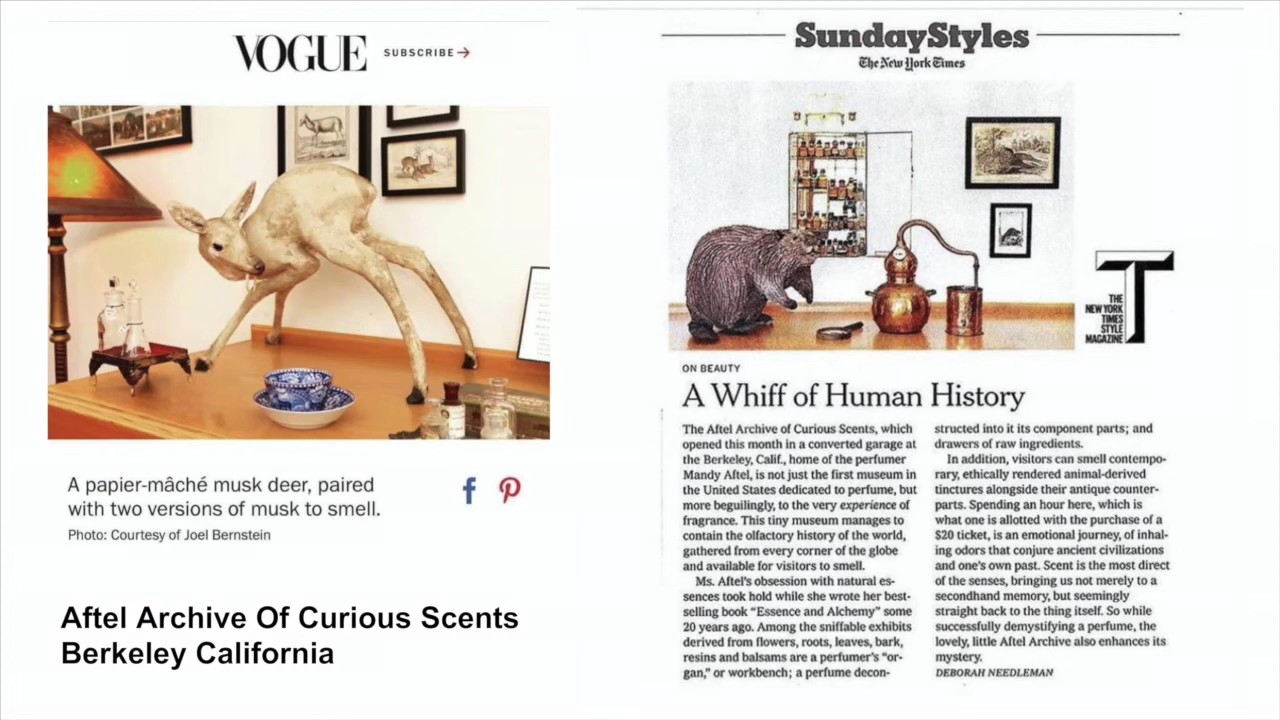 VOGUE SUBSCRIBE→
A papier-mâché musk deer, paired
with two versions of musk to smell.
Photo: Courtesy of Joel Bernstein
Aftel Archive Of Curious Scents
Berkeley California
SundayStyles
The New York Times
T
THE
NEW YORK
TIMES
STYLE
MAGAZINE
ON BEAUTY
A Whiff of Human History
The Aftel Archive of Curious Scents, which
opened this month in a converted garage at
the Berkeley, Calif., home of the perfumer
Mandy Aftel, is not just the first museum in
the United States dedicated to perfume, but
more beguilingly, to the very experience of
fragrance. This tiny museum manages to
contain the olfactory history of the world,
gathered from every corner of the globe
and available for visitors to smell.
Ms. Aftel's obsession with natural es-
sences took hold while she wrote her best-
selling book "Essence and Alchemy" some
20 years ago. Among the sniffable exhibits
derived from flowers, roots, leaves, bark,
resins and balsams are a perfumer's "or-
gan," or workbench; a perfume decon-
structed into it its component parts; and
drawers of raw ingredients.
In addition, visitors can smell contempo-
rary, ethically rendered animal-derived
tinctures alongside their antique counter-
parts. Spending an hour here, which is
what one is allotted with the purchase of a
$20 ticket, is an emotional journey, of inhal-
ing odors that conjure ancient civilizations
and one's own past. Scent is the most direct
of the senses, bringing us not merely to a
secondhand memory, but seemingly
straight back to the thing itself. So while
successfully demystifying a perfume, the
lovely, little Aftel Archive also enhances its
mystery.
DEBORAH NEEDLEMAN